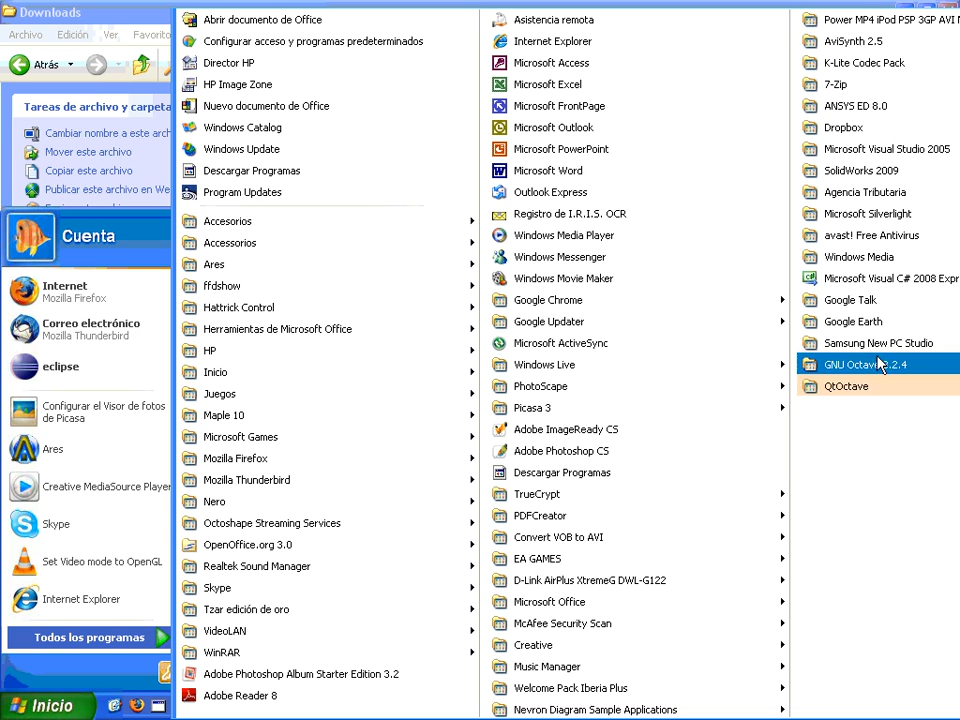 Downloads
Archivo Edición Ver Favorito
Atrás
Tareas de archivo y carpeta
Cambiar nombre a este arch
Mover este archivo
Copiar este archivo
Publicar este archivo en We
Cuenta
Internet
Mozilla Firefox
Correo electrónico
Mozilla Thunderbird
eclipse
Configurar el Visor de fotos
de Picasa
Ares
Creative MediaSource Player
Skype
Set Video mode to OpenGL
Internet Explorer
Todos los programas
Inicio
Abrir documento de Office
Configurar acceso y programas predeterminados
Director HP
HP Image Zone
Nuevo documento de Office
Windows Catalog
Windows Update
Descargar Programas
Program Updates
Accesorios
Accessorios
Ares
ffdshow
Hattrick Control
Herramientas de Microsoft Office
HP
Inicio
Juegos
Maple 10
Microsoft Games
Mozilla Firefox
Mozilla Thunderbird
Nero
Octoshape Streaming Services
OpenOffice.org 3.0
Realtek Sound Manager
Skype
Tzar edición de oro
VideoLAN
WinRAR
Adobe Photoshop Album Starter Edition 3.2
Adobe Reader 8
Asistencia remota
Internet Explorer
Microsoft Access
Microsoft Excel
Microsoft FrontPage
Microsoft Outlook
Microsoft PowerPoint
Microsoft Word
Outlook Express
Registro de I.R.I.S. OCR
Windows Media Player
Windows Messenger
Windows Movie Maker
Google Chrome
Google Updater
Microsoft ActiveSync
Windows Live
PhotoScape
Picasa 3
Adobe ImageReady CS
Adobe Photoshop CS
Descargar Programas
TrueCrypt
PDFCreator
Convert VOB to AVI
EA GAMES
D-Link AirPlus XtremeG DWL-G122
Microsoft Office
McAfee Security Scan
Creative
Music Manager
Welcome Pack Iberia Plus
Nevron Diagram Sample Applications
Power MP4 iPod PSP 3GP AVI
AviSynth 2.5
K-Lite Codec Pack
7-Zip
ANSYS ED 8.0
Dropbox
Microsoft Visual Studio 2005
SolidWorks 2009
Agencia Tributaria
Microsoft Silverlight
avast! Free Antivirus
Windows Media
Microsoft Visual C# 2008 Expr
Google Talk
Google Earth
Samsung New PC Studio
GNU Octave 3.2.4
QtOctave